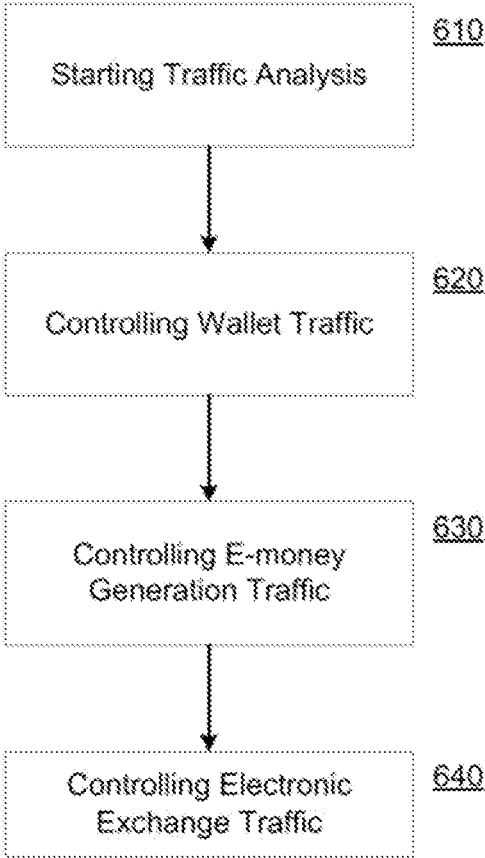 610
Starting Traffic Analysis
620
Controlling Wallet Traffic
630
Controlling E-money
Generation Traffic
640
Controlling Electronic
Exchange Traffic